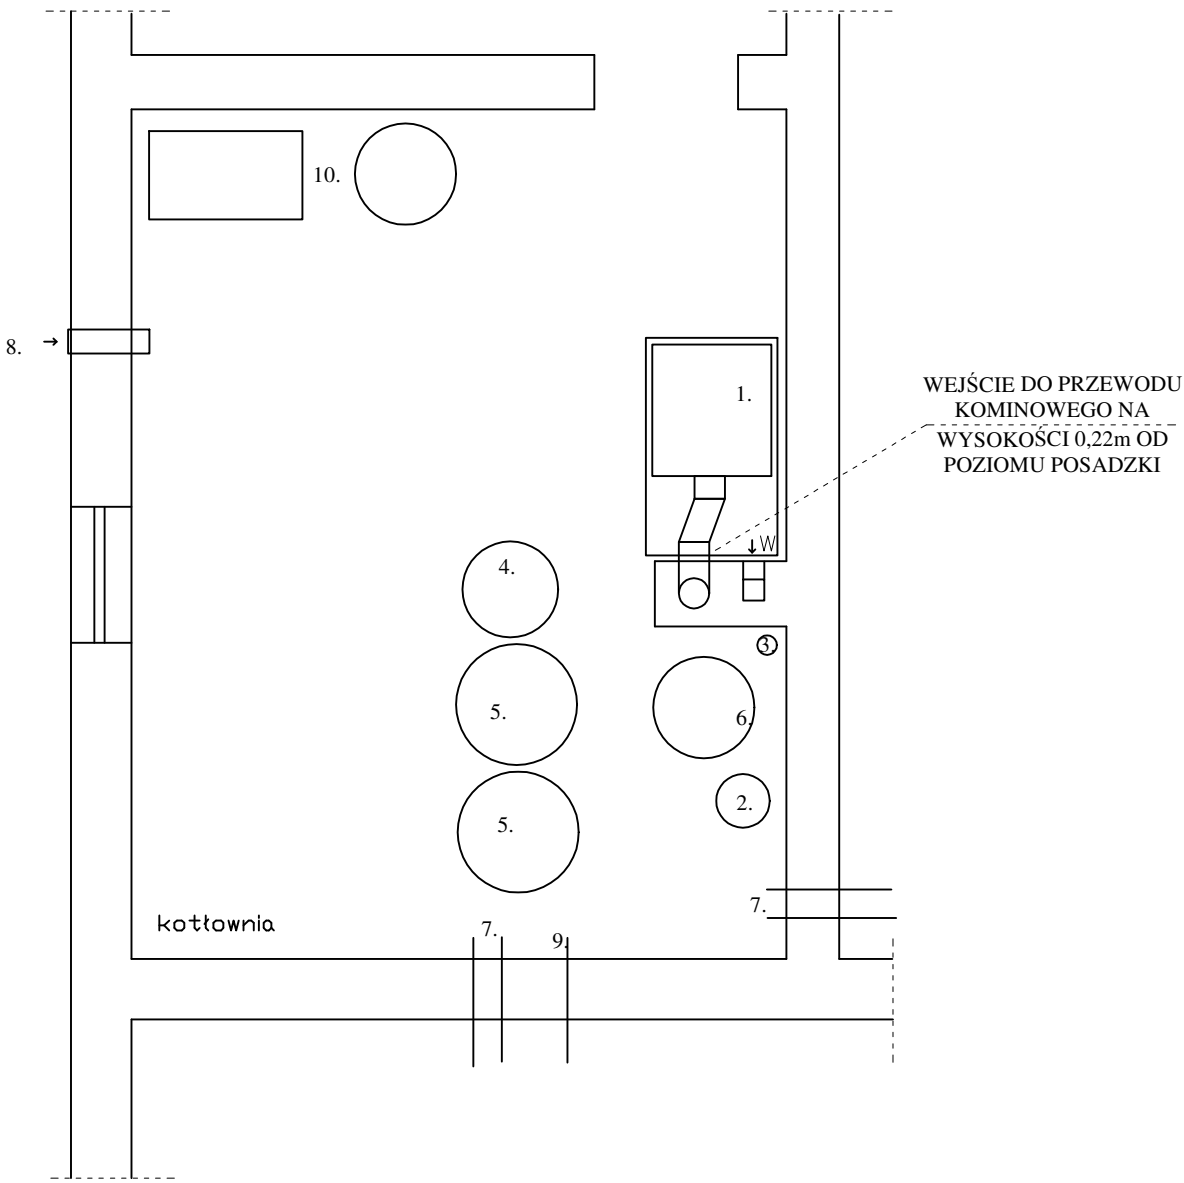 10.
8.
1.
WEJŚCIE DO PRZEWODU
KOMINOWEGO NA
WYSOKOŚCI 0,22m OD
POZIOMU POSADZKI
W
4.
3.
5.
6.
2.
5.
7.
kotłownia
7.
9.